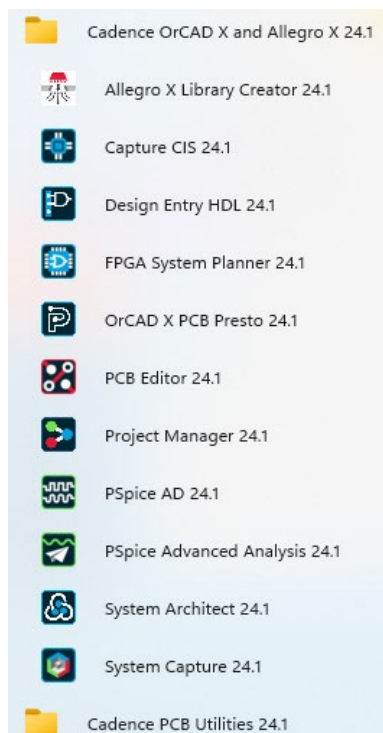 Cadence OrCAD X and Allegro X 24.1
Allegro X Library Creator 24.1
Capture CIS 24.1
Design Entry HDL 24.1
FPGA System Planner 24.1
OrCAD X PCB Presto 24.1
PCB Editor 24.1
Project Manager 24.1
PSpice AD 24.1
PSpice Advanced Analysis 24.1
System Architect 24.1
System Capture 24.1
Cadence PCB Utilities 24.1